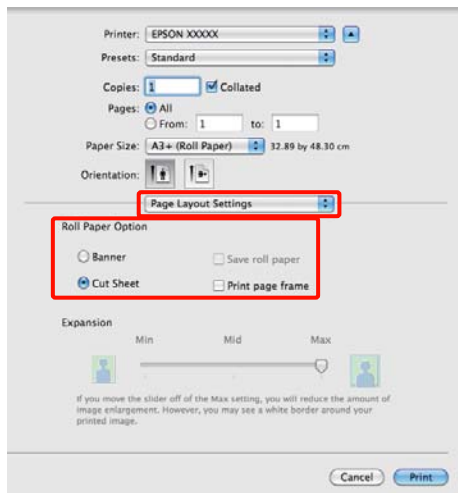 Printer: EPSON XXXXX
Presets: Standard
Copies: 1 Collated
Pages: All
From: 1 to: 1
Paper Size: A3+ (Roll Paper) 32.89 by 48.30 cm
Orientation:
Page Layout Settings
Roll Paper Option
Banner Save roll paper
Cut Sheet Print page frame
Expansion
Min Mid Max
If you move the slider off of the Max setting, you will reduce the amount of
image enlargement. However, you may see a white border around your
printed image.
Cancel Print